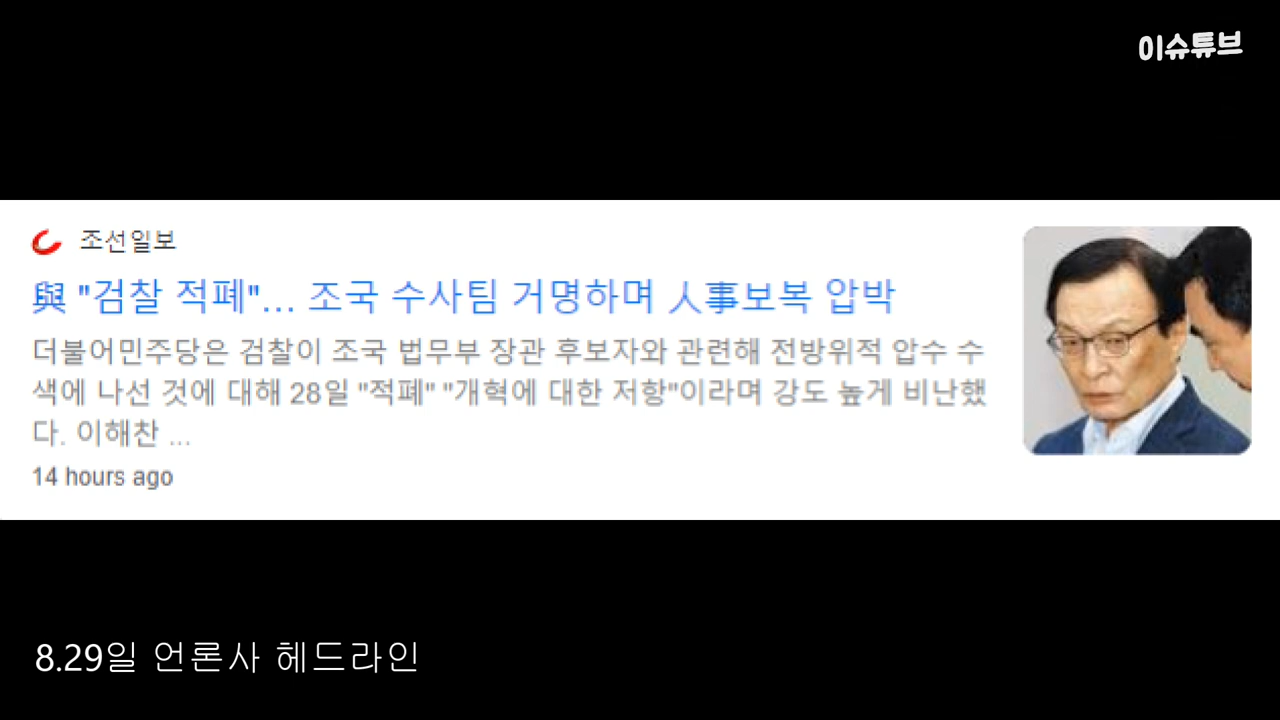 이슈튜브
조선일보
與 "검찰 적폐"... 조국 수사팀 거명하며 人事보복 압박
더불어민주당은 검찰이 조국 법무부 장관 후보자와 관련해 전방위적 압수 수
색에 나선 것에 대해 28일 "적폐" "개혁에 대한 저항"이라며 강도 높게 비난했
다. 이해찬 ...
14 hours ago
8.29일 언론사 헤드라인